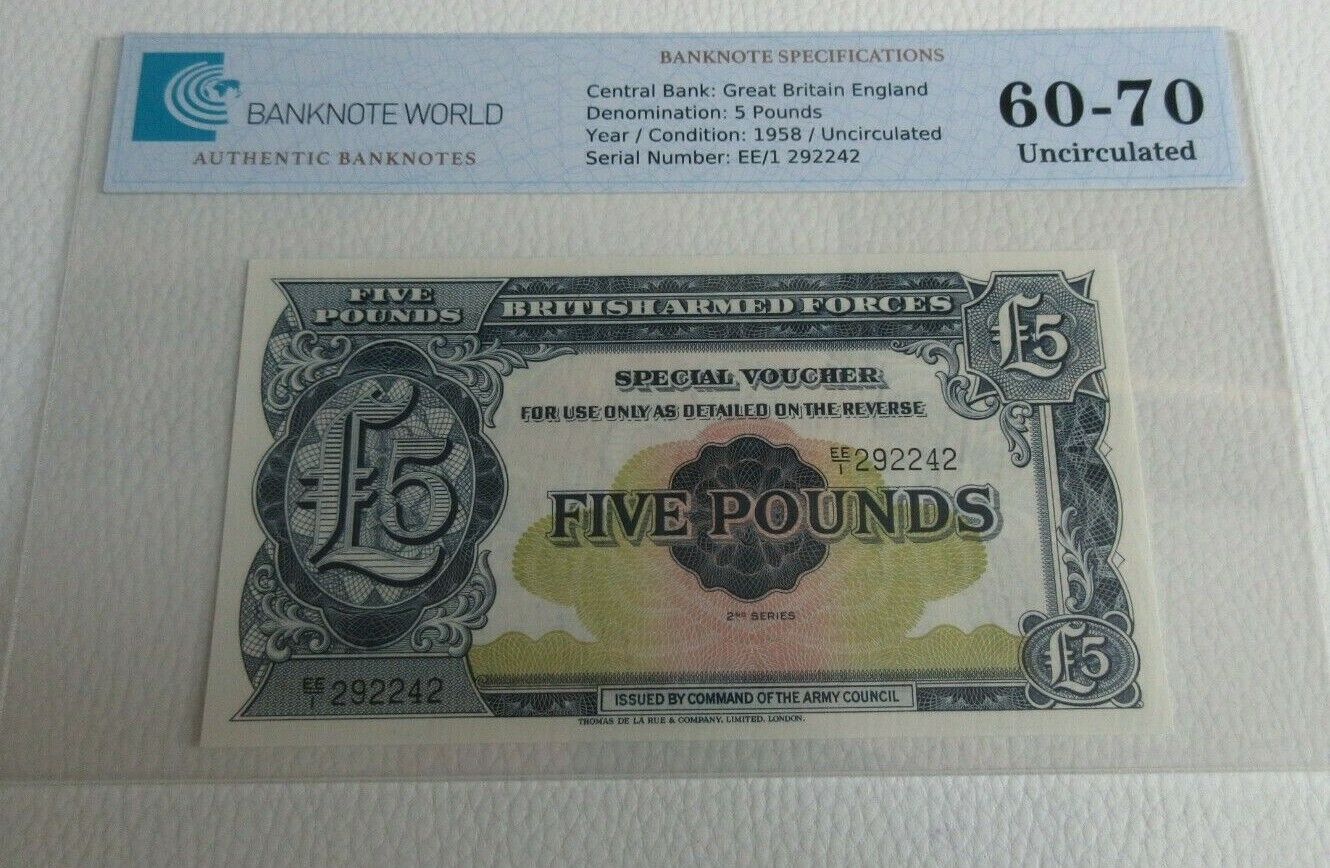 BANKNOTE WORLD
AUTHENTIC BANKNOTES
BANKNOTE SPECIFICATIONS
Central Bank: Great Britain England
Denomination: 5 Pounds
Year / Condition: 1958 / Uncirculated
Serial Number: EE/1 292242
60-70
Uncirculated
FIVE
POUNDS
BRITISH ARMED FORCES
£5
SPECIAL VOUCHER
FOR USE ONLY AS DETAILED ON THE REVERSE
£5
EE/1 292242
FIVE POUNDS
2ND SERIES
£5
EE/1 292242
ISSUED BY COMMAND OF THE ARMY COUNCIL
THOMAS DE LA RUE & COMPANY, LIMITED, LONDON.